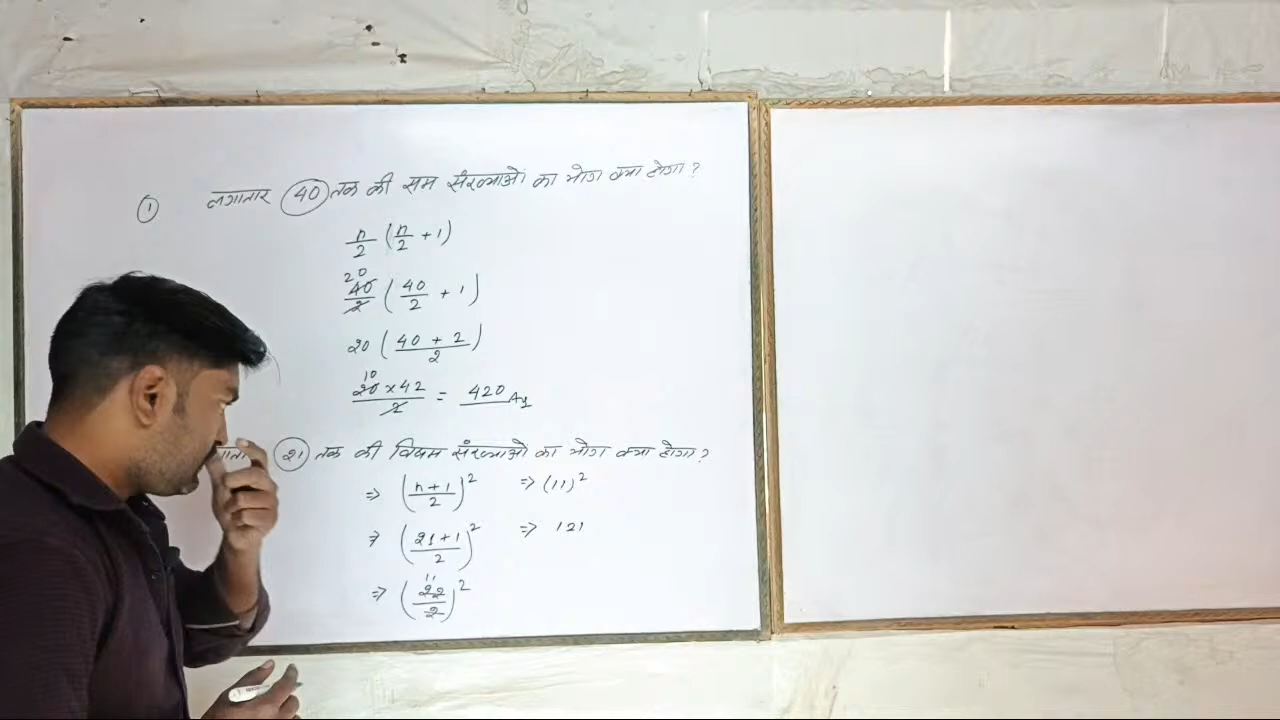 ① लगातार 40 तक की सम संख्याओं का योग क्या होगा?
n/2 (n/2 + 1)
20
40/2 (40/2 + 1)
20 (40 + 2 / 2)
10
20 × 42 / 2 = 420 Ay
21 तक की विषम संख्याओ का योग क्या होगा?
⇒ (n+1 / 2)² ⇒ (11)²
⇒ (21+1 / 2)² ⇒ 121
11
⇒ (22 / 2)²